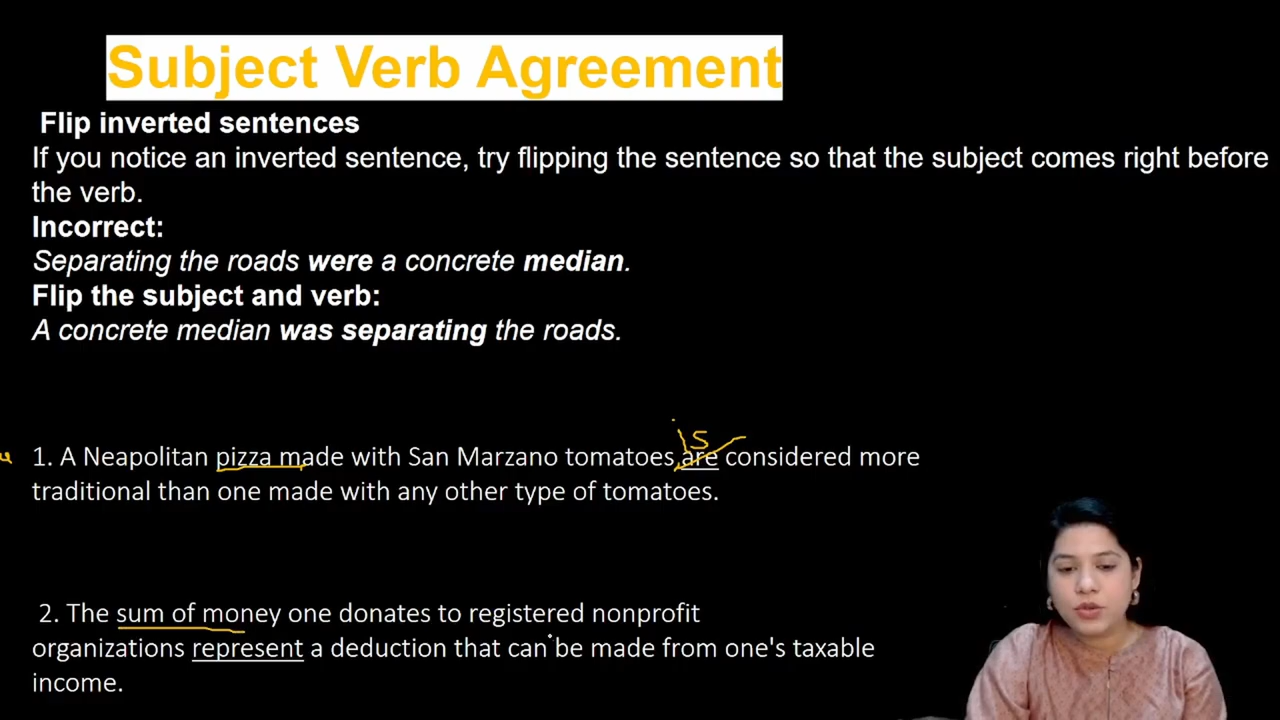 Subject Verb Agreement
Flip inverted sentences
If you notice an inverted sentence, try flipping the sentence so that the subject comes right before
the verb.
Incorrect:
Separating the roads were a concrete median.
Flip the subject and verb:
A concrete median was separating the roads.
is
1. A Neapolitan pizza made with San Marzano tomatoes are considered more
traditional than one made with any other type of tomatoes.
2. The sum of money one donates to registered nonprofit
organizations represent a deduction that can be made from one's taxable
income.